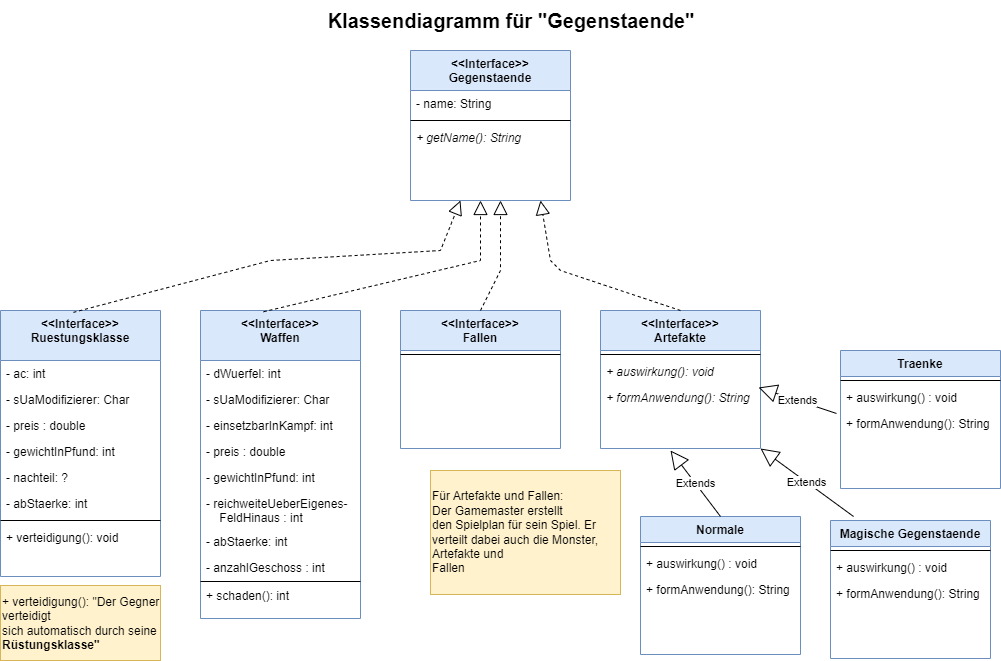 Klassendiagramm für "Gegenstaende"
<<Interface>>
Gegenstaende
- name: String
+ getName(): String
<<Interface>>
Ruestungsklasse
- ac: int
- sUaModifizierer: Char
- preis : double
- gewichtInPfund: int
- nachteil: ?
- abStaerke: int
+ verteidigung(): void
+ verteidigung(): "Der Gegner
verteidigt
sich automatisch durch seine
Rüstungsklasse"
<<Interface>>
Waffen
- dWuerfel: int
- sUaModifizierer: Char
- einsetzbarInKampf: int
- preis : double
- gewichtInPfund: int
- reichweiteUeberEigenes-
FeldHinaus : int
- abStaerke: int
- anzahlGeschoss : int
+ schaden(): int
<<Interface>>
Fallen
<<Interface>>
Artefakte
+ auswirkung(): void
+ formAnwendung(): String
Für Artefakte und Fallen:
Der Gamemaster erstellt
den Spielplan für sein Spiel. Er
verteilt dabei auch die Monster,
Artefakte und
Fallen
Extends
Traenke
+ auswirkung() : void
+ formAnwendung(): String
Extends
Normale
+ auswirkung() : void
+ formAnwendung(): String
Extends
Magische Gegenstaende
+ auswirkung() : void
+ formAnwendung(): String